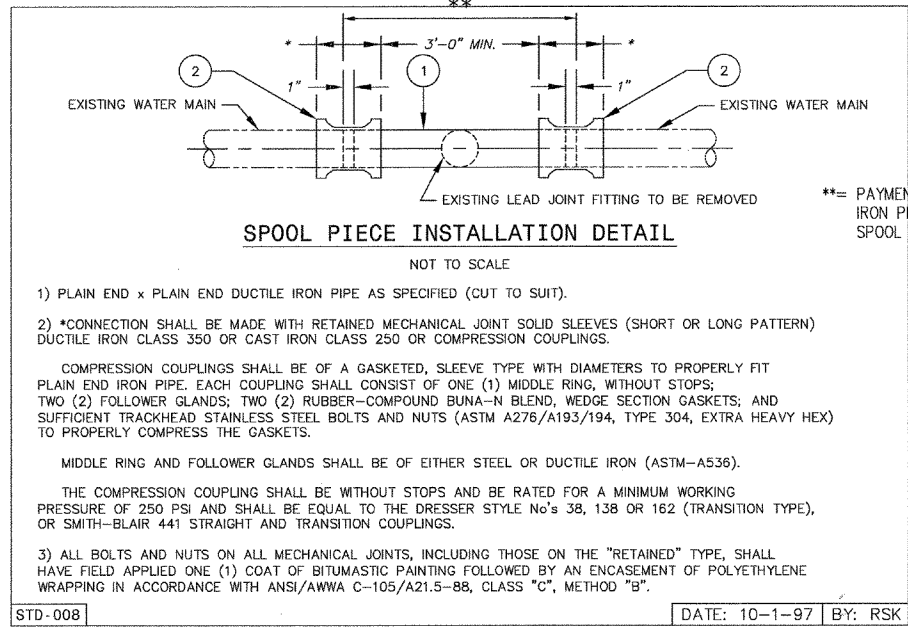 **
* 3'-0" MIN. *
2 1 2
1" 1"
EXISTING WATER MAIN EXISTING WATER MAIN
EXISTING LEAD JOINT FITTING TO BE REMOVED
**=
IRON
SPOOL
SPOOL PIECE INSTALLATION DETAIL
NOT TO SCALE
1) PLAIN END x PLAIN END DUCTILE IRON PIPE AS SPECIFIED (CUT TO SUIT).
2) *CONNECTION SHALL BE MADE WITH RETAINED MECHANICAL JOINT SOLID SLEEVES (SHORT OR LONG PATTERN)
DUCTILE IRON CLASS 350 OR CAST IRON CLASS 250 OR COMPRESSION COUPLINGS.
COMPRESSION COUPLINGS SHALL BE OF A GASKETED, SLEEVE TYPE WITH DIAMETERS TO PROPERLY FIT
PLAIN END IRON PIPE. EACH COUPLING SHALL CONSIST OF ONE (1) MIDDLE RING, WITHOUT STOPS;
TWO (2) FOLLOWER GLANDS; TWO (2) RUBBER-COMPOUND BUNA-N BLEND, WEDGE SECTION GASKETS; AND
SUFFICIENT TRACKHEAD STAINLESS STEEL BOLTS AND NUTS (ASTM A276/A193/194, TYPE 304, EXTRA HEAVY HEX)
TO PROPERLY COMPRESS THE GASKETS.
MIDDLE RING AND FOLLOWER GLANDS SHALL BE OF EITHER STEEL OR DUCTILE IRON (ASTM-A536).
THE COMPRESSION COUPLING SHALL BE WITHOUT STOPS AND BE RATED FOR A MINIMUM WORKING
PRESSURE OF 250 PSI AND SHALL BE EQUAL TO THE DRESSER STYLE No's 38, 138 OR 162 (TRANSITION TYPE),
OR SMITH-BLAIR 441 STRAIGHT AND TRANSITION COUPLINGS.
3) ALL BOLTS AND NUTS ON ALL MECHANICAL JOINTS, INCLUDING THOSE ON THE "RETAINED" TYPE, SHALL
HAVE FIELD APPLIED ONE (1) COAT OF BITUMASTIC PAINTING FOLLOWED BY AN ENCASEMENT OF POLYETHYLENE
WRAPPING IN ACCORDANCE WITH ANSI/AWWA C-105/A21.5-88, CLASS "C", METHOD "B".
STD-008 DATE: 10-1-97 BY: RSK